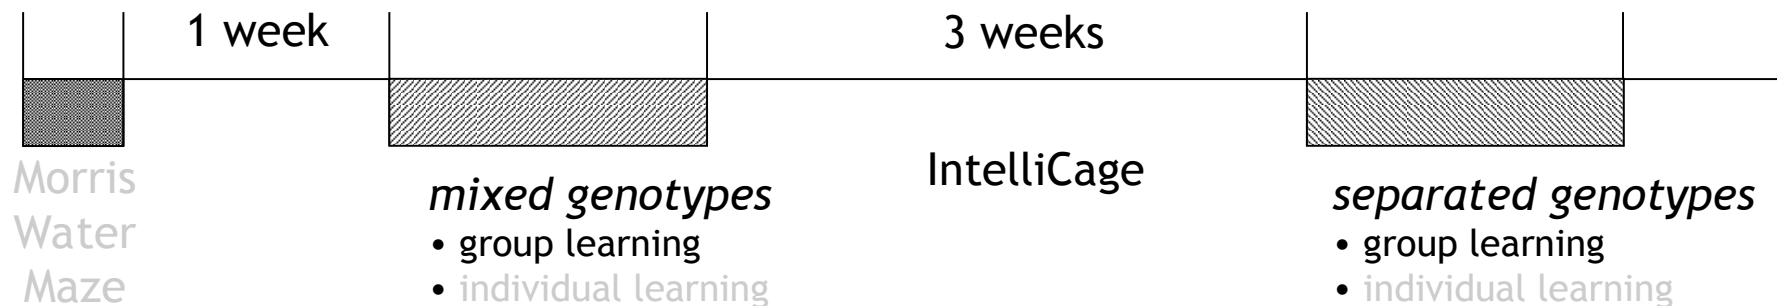 1 week
3 weeks
Morris
Water
Maze
mixed genotypes
• group learning
• individual learning
IntelliCage
separated genotypes
• group learning
• individual learning